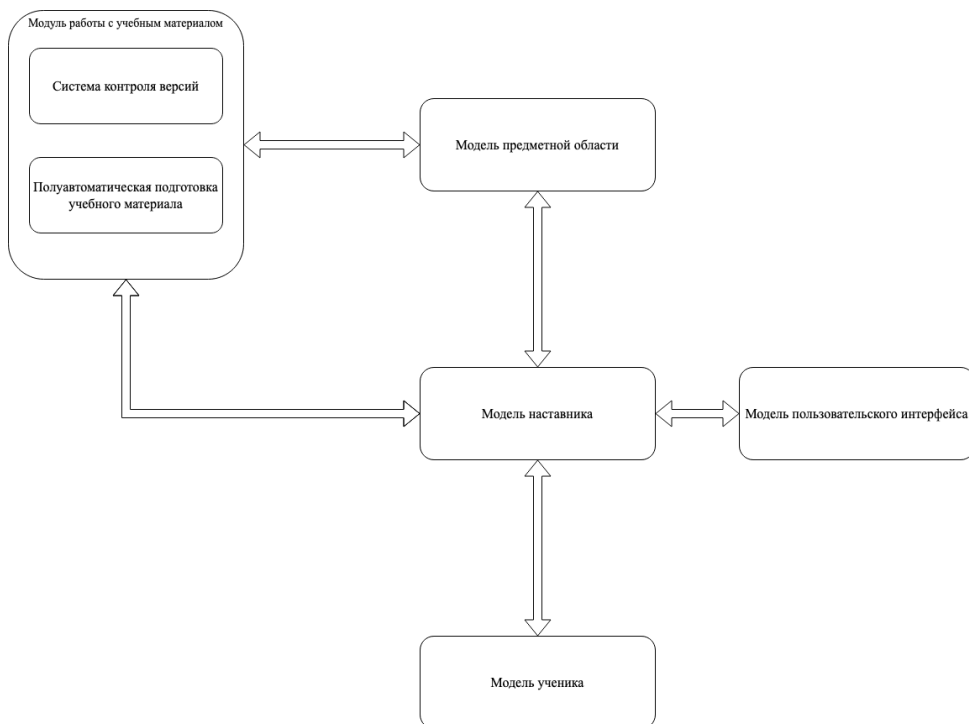 Модуль работы с учебным материалом
Система контроля версий
Полуавтоматическая подготовка
учебного материала
Модель предметной области
Модель наставника
Модель пользовательского интерфейса
Модель ученика